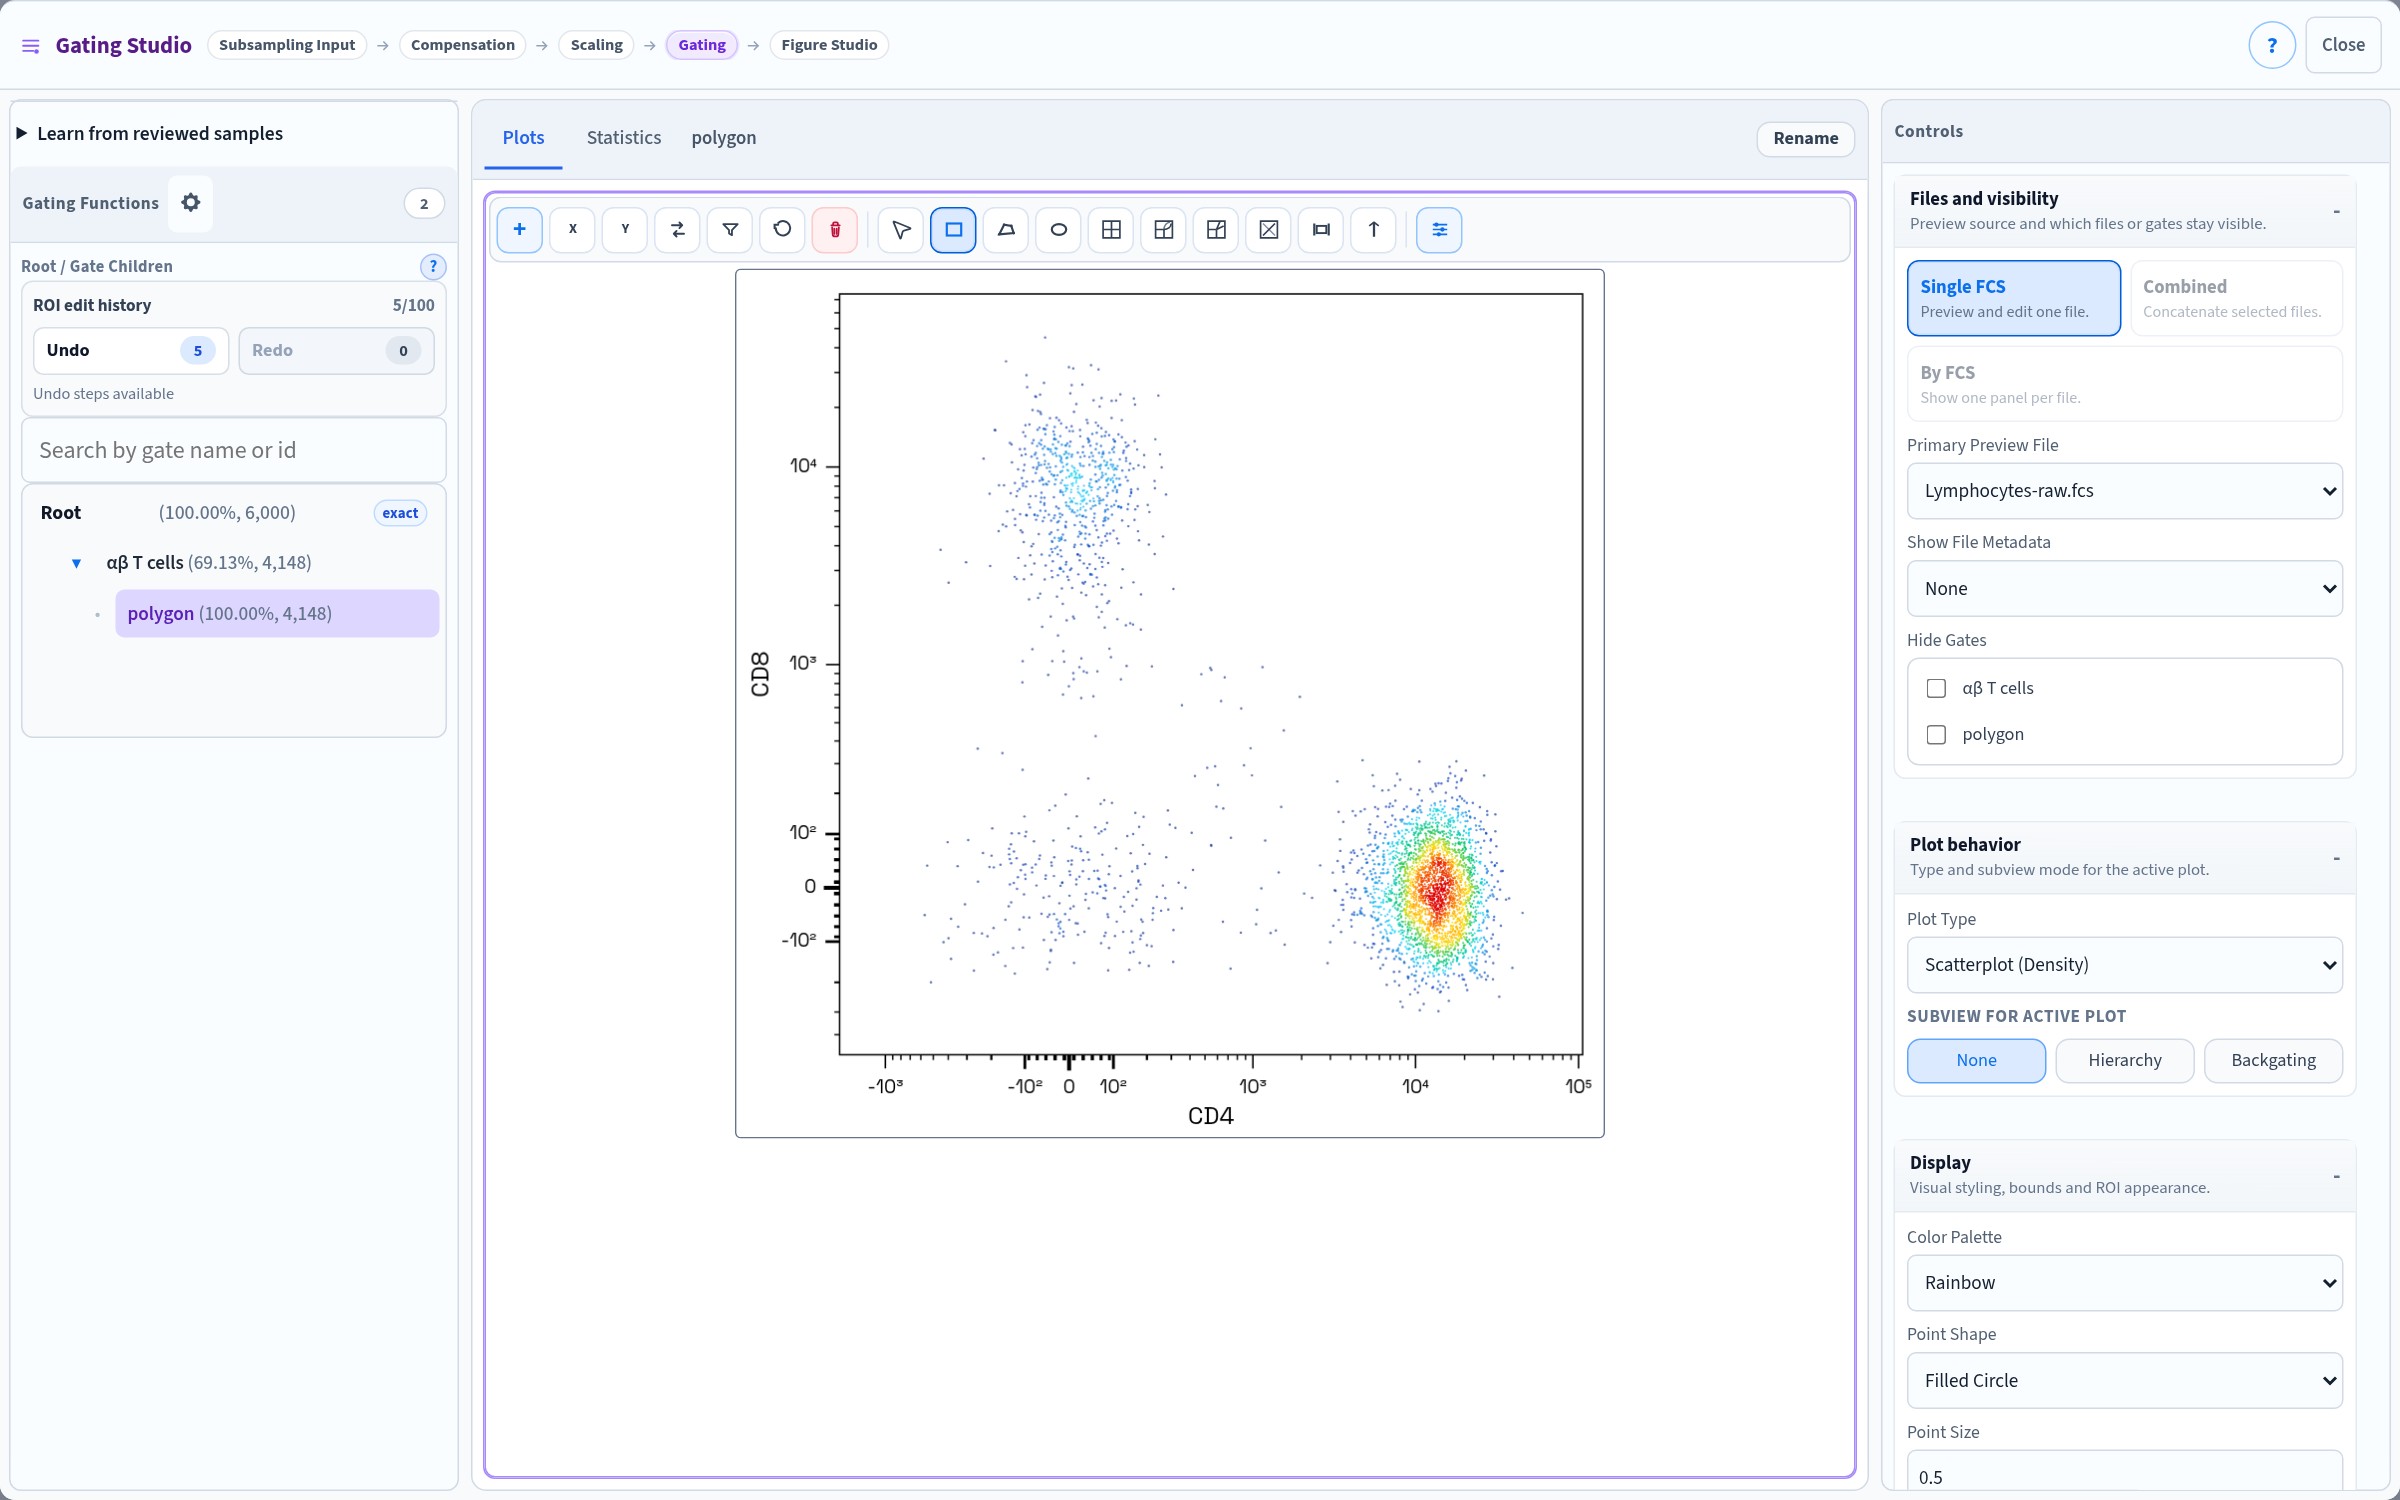 Gating Studio
Subsampling Input → Compensation → Scaling → Gating → Figure Studio
? Close
Learn from reviewed samples
Gating Functions 2
Root / Gate Children ?
ROI edit history 5/100
Undo 5 Redo 0
Undo steps available
Search by gate name or id
Root (100.00%, 6,000) exact
αβ T cells (69.13%, 4,148)
polygon (100.00%, 4,148)
Plots Statistics polygon Rename
+ X Y
10⁴
10³
10²
0
-10²
CD8
-10³ -10² 0 10² 10³ 10⁴ 10⁵
CD4
Controls
Files and visibility -
Preview source and which files or gates stay visible.
Single FCS
Preview and edit one file.
Combined
Concatenate selected files.
By FCS
Show one panel per file.
Primary Preview File
Lymphocytes-raw.fcs
Show File Metadata
None
Hide Gates
αβ T cells
polygon
Plot behavior -
Type and subview mode for the active plot.
Plot Type
Scatterplot (Density)
SUBVIEW FOR ACTIVE PLOT
None Hierarchy Backgating
Display -
Visual styling, bounds and ROI appearance.
Color Palette
Rainbow
Point Shape
Filled Circle
Point Size
0.5